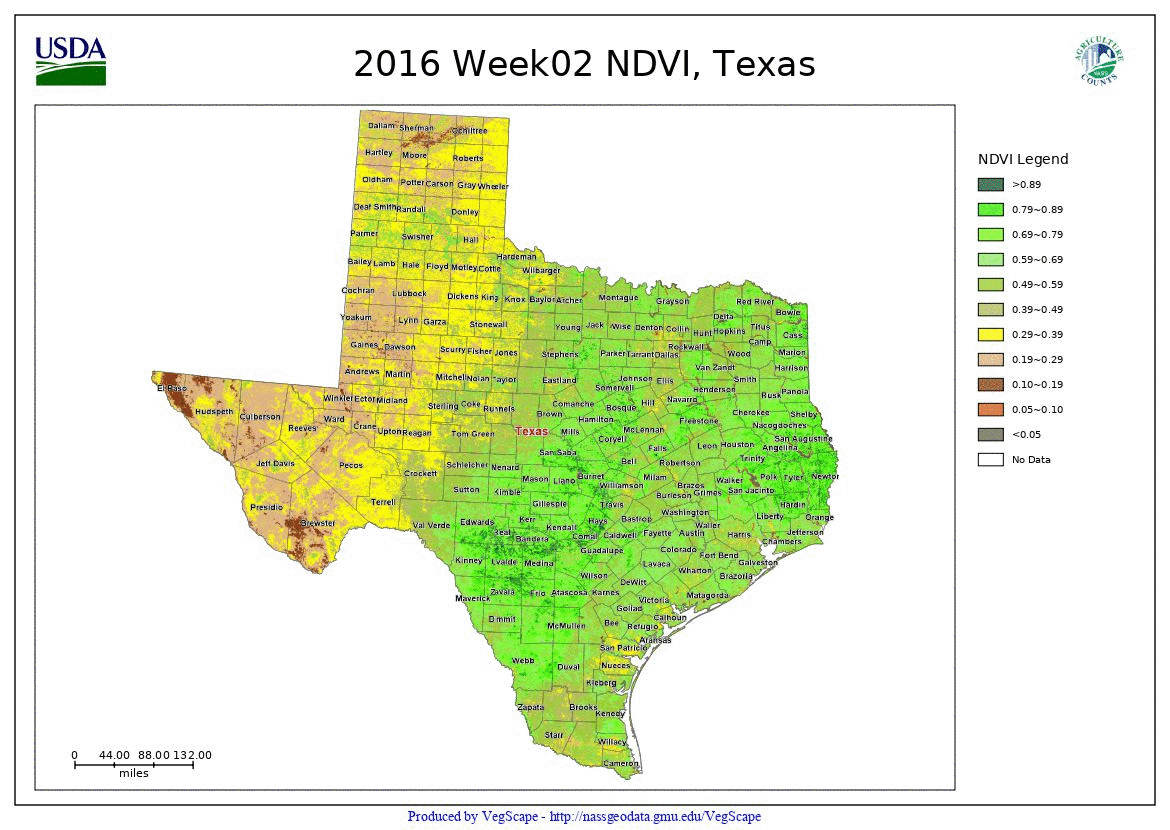 USDA
2016 Week02 NDVI, Texas
AGRICULTURE
NASS
COUNTS
NDVI Legend
>0.89
0.79~0.89
0.69~0.79
0.59~0.69
0.49~0.59
0.39~0.49
0.29~0.39
0.19~0.29
0.10~0.19
0.05~0.10
<0.05
No Data
Dallam Sherman Ochiltree
Hartley Moore Roberts
Oldham Potter Carson Gray Wheeler
Deaf Smith Randall Donley
Parmer Swisher Hall
Hardeman
Bailey Lamb Hale Floyd Motley Cottle Wilbarger
Cochran Lubbock Dickens King Knox Baylor Archer Montague Grayson Red River Bowie
Yoakum Lynn Garza Stonewall Young Jack Wise Denton Collin Hunt Hopkins Delta Titus Cass
Gaines Dawson Scurry Fisher Jones Stephens Parker Tarrant Dallas Rockwall Wood Camp Marion
Andrews Martin Mitchell Nolan Taylor Eastland Johnson Ellis Van Zandt Smith Harrison
El Paso Somervell Henderson Rusk Panola
Winkler Ector Midland Sterling Coke Runnels Comanche Bosque Hill Navarro
Hudspeth Culberson Reeves Ward Crane Upton Reagan Tom Green Brown Hamilton Freestone Cherokee Shelby
Texas Mills Coryell McLennan Nacogdoches
San Augustine
Leon Houston Angelina
Jeff Davis Pecos Crockett Schleicher Menard San Saba Bell Falls Robertson Trinity
Sutton Kimble Mason Llano Burnet Williamson Milam Brazos Walker Polk Tyler Newton
Burleson Grimes San Jacinto
Presidio Brewster Terrell Gillespie Travis Washington Hardin
Val Verde Edwards Kerr Kendall Hays Bastrop Waller Liberty Orange
Real Bandera Comal Caldwell Fayette Austin Harris Jefferson
Chambers
Kinney Uvalde Medina Guadalupe Colorado Fort Bend
Lavaca Wharton Galveston
Wilson DeWitt Brazoria
Maverick Zavala Frio Atascosa Karnes Victoria Matagorda
Dimmit McMullen Bee Goliad Calhoun
Refugio
Aransas
San Patricio
Webb Duval Nueces
Kleberg
Zapata Brooks Kenedy
Starr Willacy
Cameron
0 44.00 88.00 132.00
miles
Produced by VegScape - http://nassgeodata.gmu.edu/VegScape